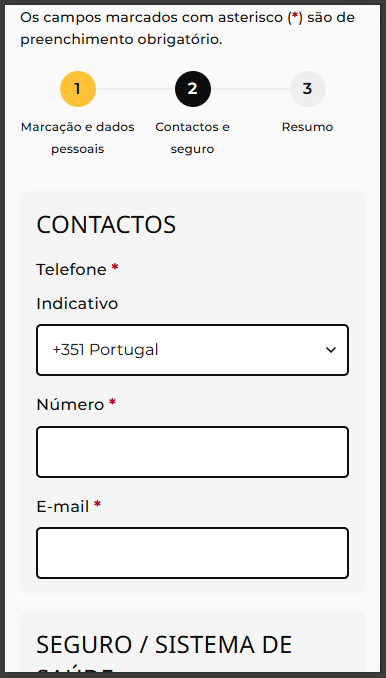 Os campos marcados com asterisco (*) são de
preenchimento obrigatório.
1
2
3
Marcação e dados
pessoais
Contactos e
seguro
Resumo
CONTACTOS
Telefone *
Indicativo
+351 Portugal
Número *
E-mail *
SEGURO / SISTEMA DE
SAÚDE